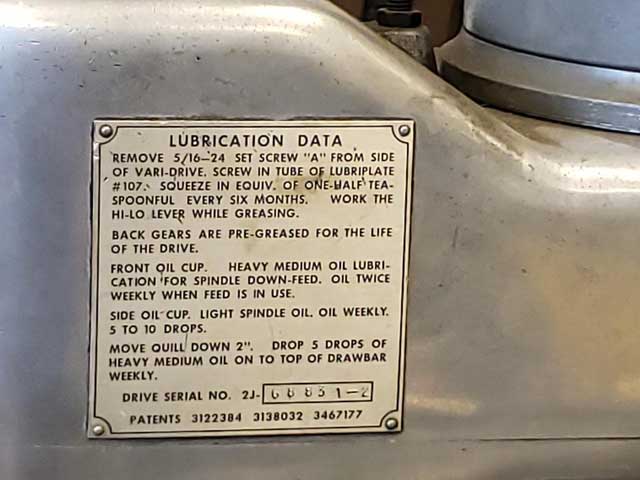 LUBRICATION DATA
REMOVE 5/16-24 SET SCREW "A" FROM SIDE
OF VARI-DRIVE, SCREW IN TUBE OF LUBRIPLATE
#107. SQUEEZE IN EQUIV. OF ONE-HALF TEA-
SPOONFUL EVERY SIX MONTHS. WORK THE
HI-LO LEVER WHILE GREASING.
BACK GEARS ARE PRE-GREASED FOR THE LIFE
OF THE DRIVE.
FRONT OIL CUP. HEAVY MEDIUM OIL LUBRI-
CATION FOR SPINDLE DOWN-FEED. OIL TWICE
WEEKLY WHEN FEED IS IN USE.
SIDE OIL CUP. LIGHT SPINDLE OIL. OIL WEEKLY.
5 TO 10 DROPS.
MOVE QUILL DOWN 2". DROP 5 DROPS OF
HEAVY MEDIUM OIL ON TO TOP OF DRAWBAR
WEEKLY.
DRIVE SERIAL NO. 2J-
PATENTS 3122384 3138032 3467177